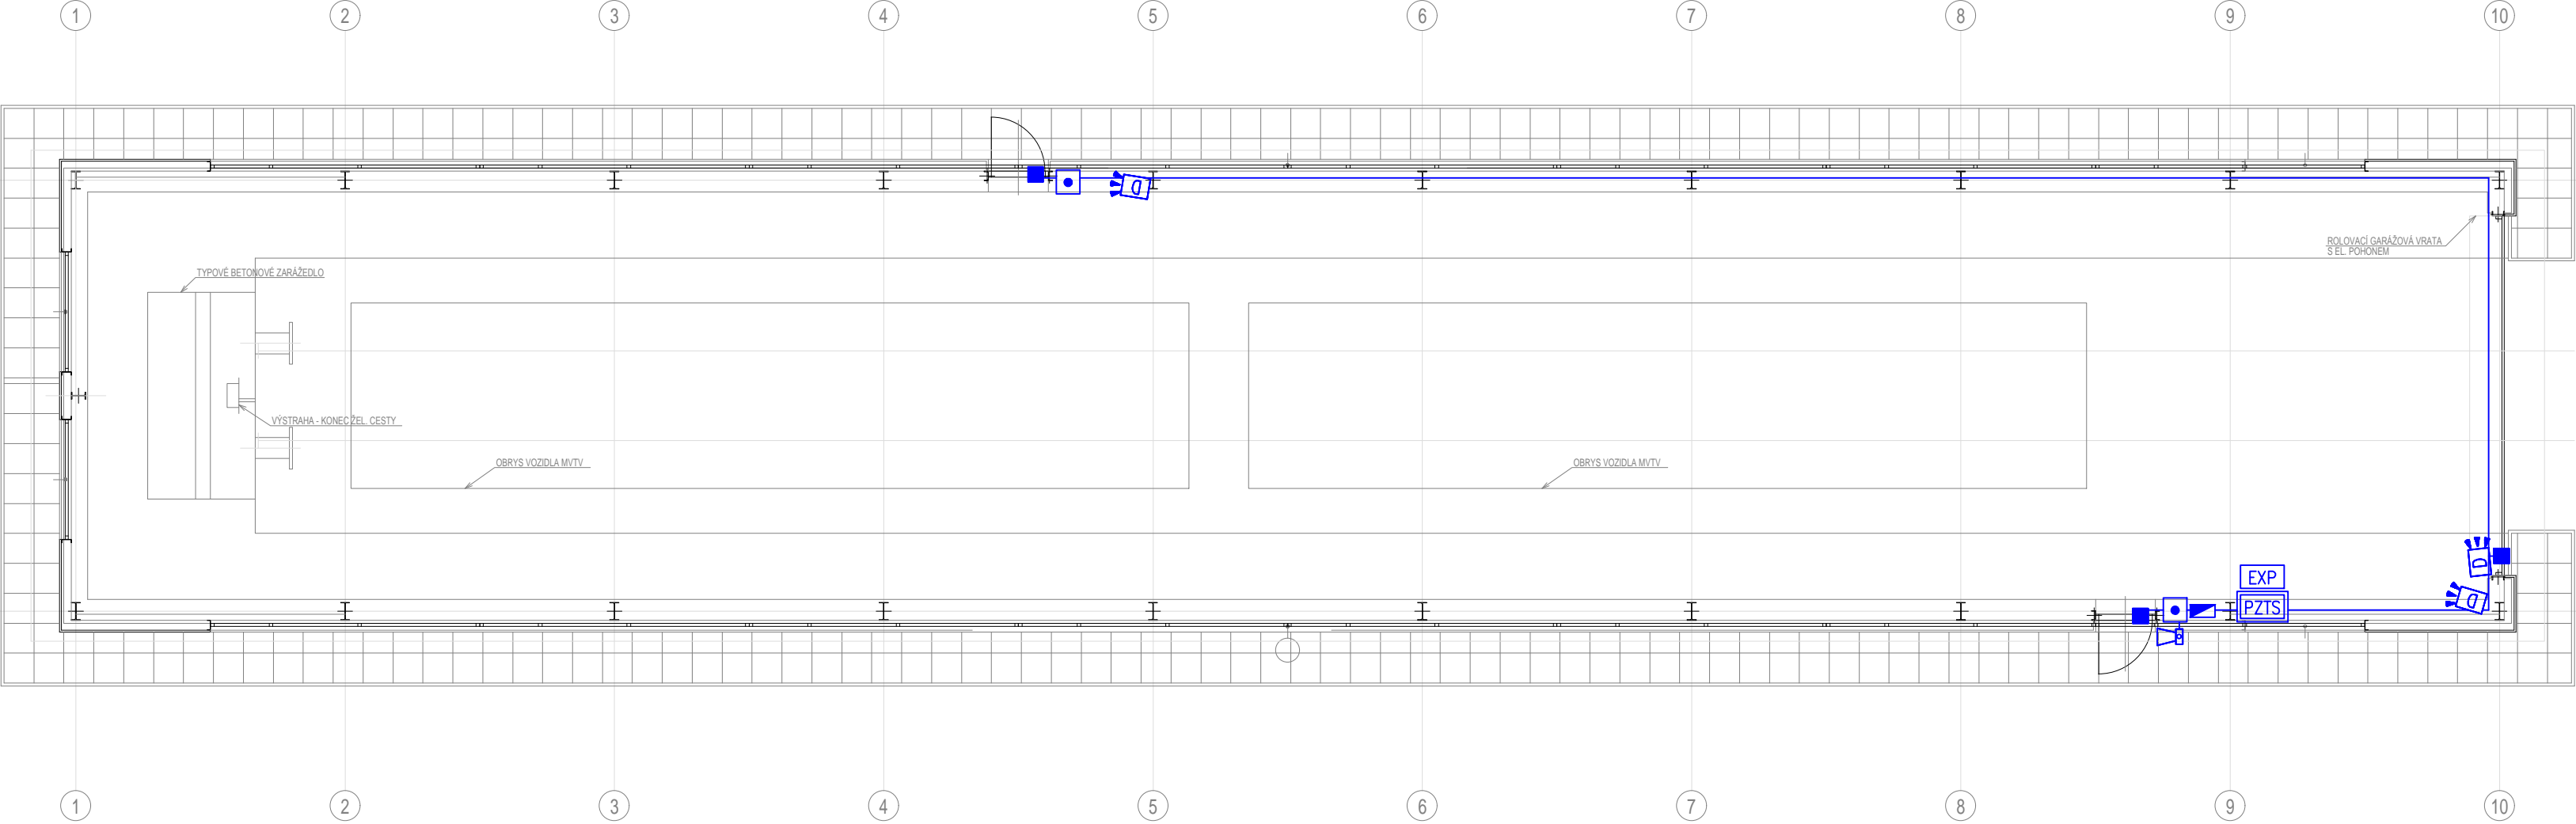 1 2 3 4 5 6 7 8 9 10
D
ROLOVACÍ GARÁŽOVÁ VRATA
S EL. POHONEM
TYPOVÉ BETONOVÉ ZARÁŽEDLO
VÝSTRAHA - KONEC ŽEL. CESTY
OBRYS VOZIDLA MVTV
OBRYS VOZIDLA MVTV
D
EXP
D
PZTS
1 2 3 4 5 6 7 8 9 10